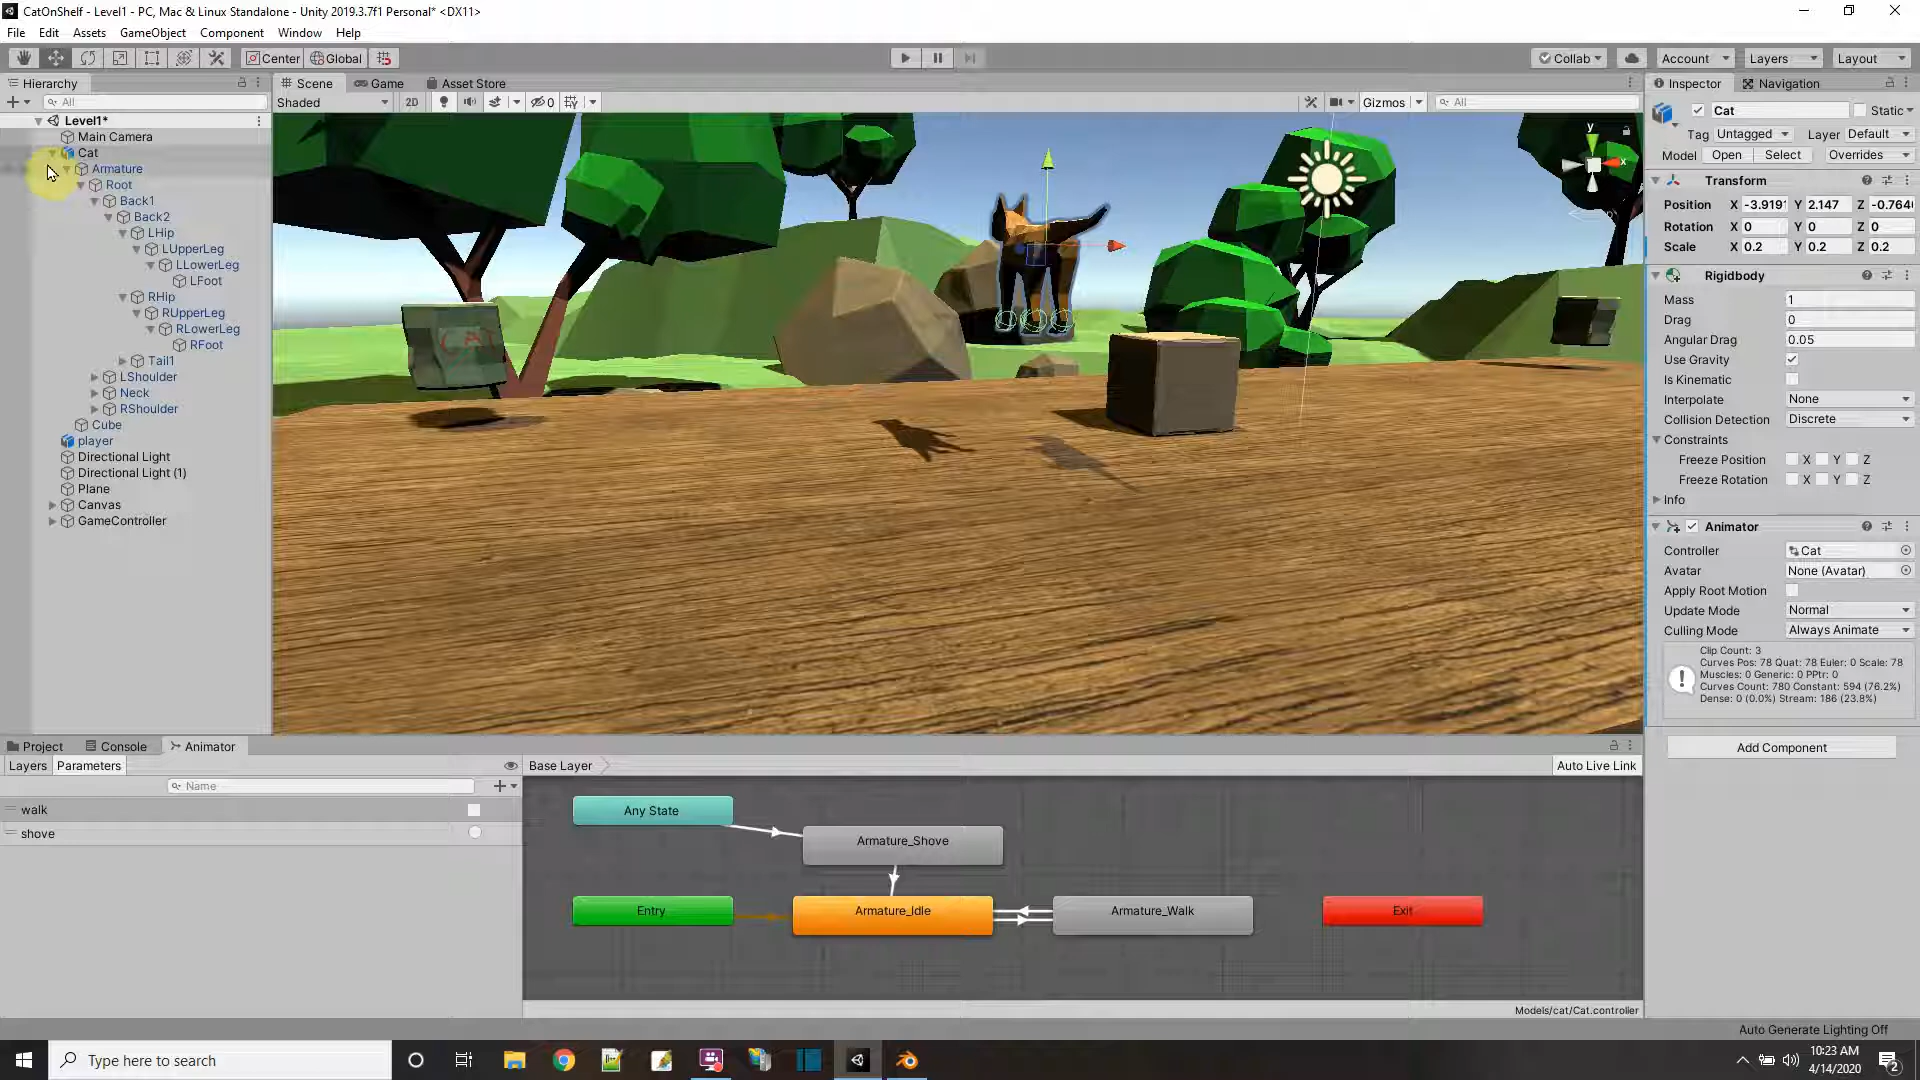 CatOnShelf - Level1 - PC, Mac & Linux Standalone - Unity 2019.3.7f1 Personal* <DX11>
File Edit Assets GameObject Component Window Help
Center Global Collab Account Layers Layout
Hierarchy
All
Level1*
Main Camera
Cat
Armature
Root
Back1
Back2
LHip
LUpperLeg
LLowerLeg
LFoot
RHip
RUpperLeg
RLowerLeg
RFoot
Tail1
LShoulder
Neck
RShoulder
Cube
player
Directional Light
Directional Light (1)
Plane
Canvas
GameController
Scene Game Asset Store
Shaded 2D 0 Gizmos All
y
x
CAT
Inspector Navigation
Cat Static
Tag Untagged Layer Default
Model Open Select Overrides
Transform
Position X -3.919 Y 2.147 Z -0.764
Rotation X 0 Y 0 Z 0
Scale X 0.2 Y 0.2 Z 0.2
Rigidbody
Mass 1
Drag 0
Angular Drag 0.05
Use Gravity
Is Kinematic
Interpolate None
Collision Detection Discrete
Constraints
Freeze Position X Y Z
Freeze Rotation X Y Z
Info
Animator
Controller Cat
Avatar None (Avatar)
Apply Root Motion
Update Mode Normal
Culling Mode Always Animate
Clip Count: 3
Curves Pos: 78 Quat: 78 Euler: 0 Scale: 78
Muscles: 0 Generic: 0 PPtr: 0
Curves Count: 780 Constant: 594 (76.2%)
Dense: 0 (0.0%) Stream: 186 (23.8%)
Add Component
Project Console Animator
Layers Parameters
Name
walk
shove
Base Layer Auto Live Link
Any State
Armature_Shove
Entry Armature_Idle Armature_Walk Exit
Models/cat/Cat.controller
Auto Generate Lighting Off
Type here to search
10:23 AM
4/14/2020
2